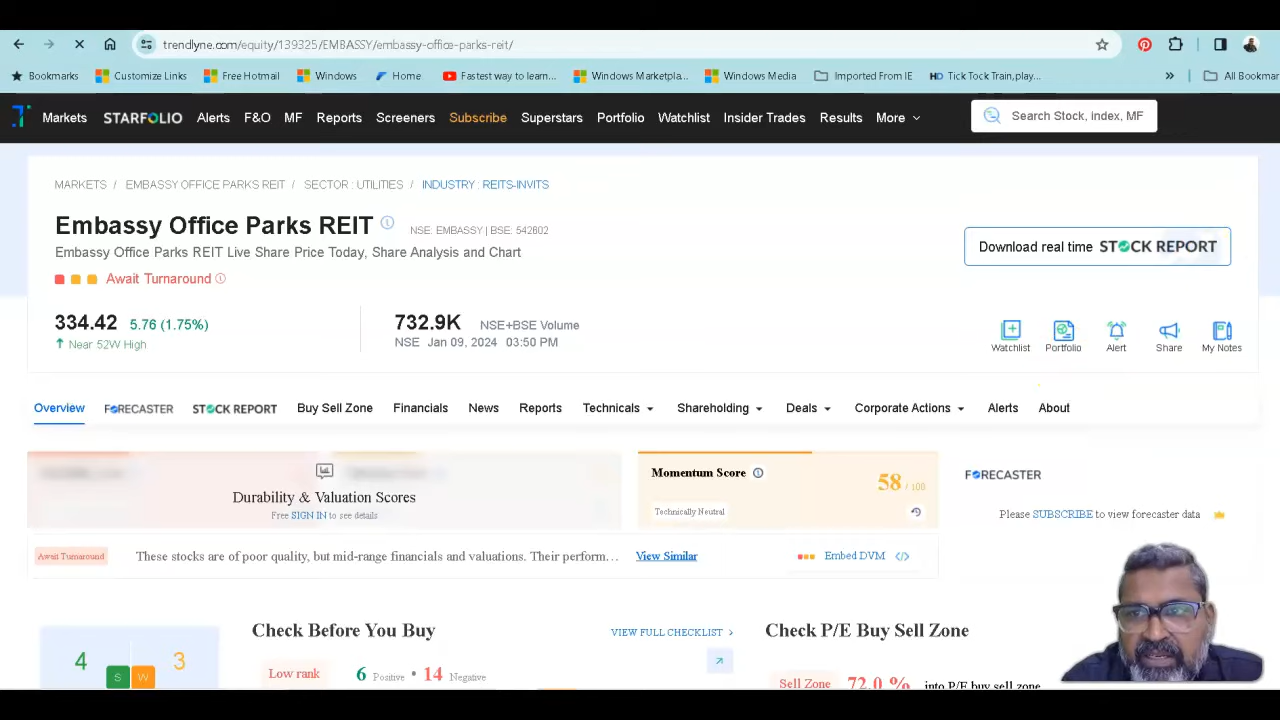 trendlyne.com/equity/139325/EMBASSY/embassy-office-parks-reit/
Bookmarks Customize Links Free Hotmail Windows Home Fastest way to learn... Windows Marketpla... Windows Media Imported From IE HD Tick Tock Train,play... » All Bookmar
Markets STARFOLIO Alerts F&O MF Reports Screeners Subscribe Superstars Portfolio Watchlist Insider Trades Results More Search Stock, index, MF
MARKETS / EMBASSY OFFICE PARKS REIT / SECTOR : UTILITIES / INDUSTRY : REITS-INVITS
Embassy Office Parks REIT NSE: EMBASSY | BSE: 542602
Embassy Office Parks REIT Live Share Price Today, Share Analysis and Chart
Download real time STOCK REPORT
Await Turnaround
334.42 5.76 (1.75%) 732.9K NSE+BSE Volume
Near 52W High NSE Jan 09, 2024 03:50 PM
Watchlist Portfolio Alert Share My Notes
Overview FORECASTER STOCK REPORT Buy Sell Zone Financials News Reports Technicals Shareholding Deals Corporate Actions Alerts About
Durability & Valuation Scores
Free SIGN IN to see details
Momentum Score 58 / 100
Technically Neutral
FORECASTER
Please SUBSCRIBE to view forecaster data
Await Turnaround These stocks are of poor quality, but mid-range financials and valuations. Their perform... View Similar Embed DVM </>
4 3
S W
Check Before You Buy VIEW FULL CHECKLIST
Low rank 6 Positive • 14 Negative
Check P/E Buy Sell Zone
Sell Zone 72.0 % into P/E buy sell zone